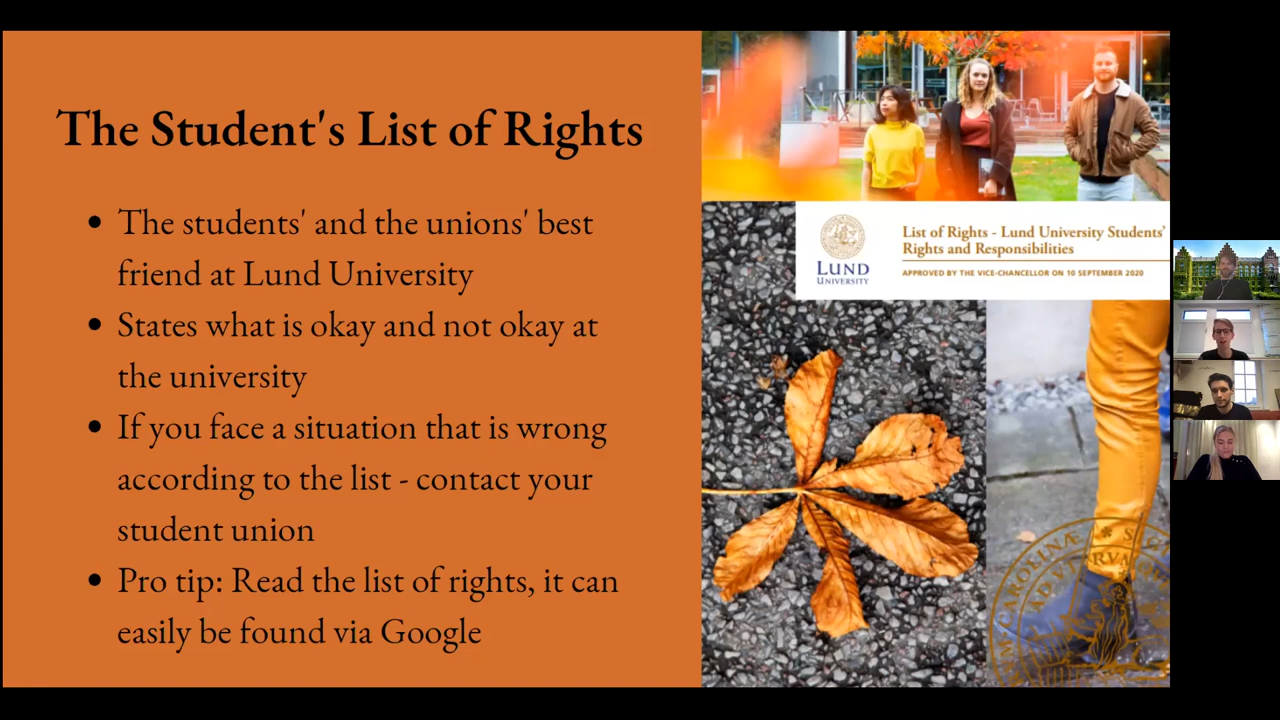 The Student's List of Rights
• The students' and the unions' best
friend at Lund University
• States what is okay and not okay at
the university
• If you face a situation that is wrong
according to the list - contact your
student union
• Pro tip: Read the list of rights, it can
easily be found via Google
List of Rights - Lund University Students'
Rights and Responsibilities
APPROVED BY THE VICE-CHANCELLOR ON 10 SEPTEMBER 2020
LUND
UNIVERSITY